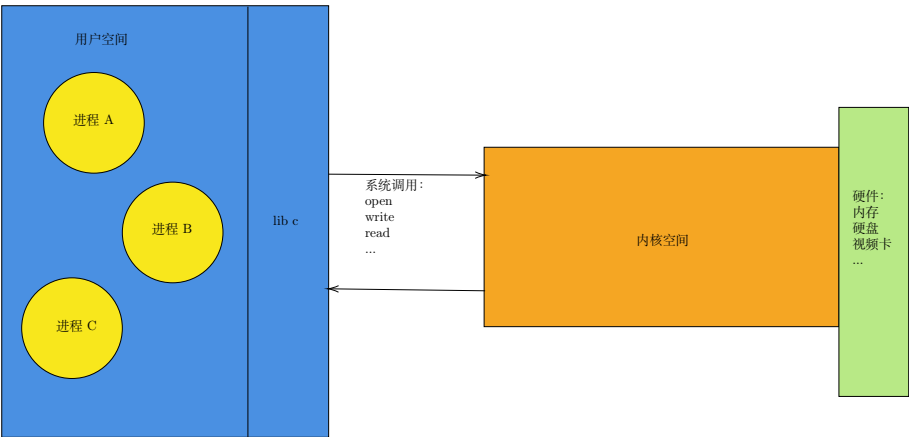 用户空间
进程 A
进程 B
进程 C
lib c
系统调用：
open
write
read
...
内核空间
硬件：
内存
硬盘
视频卡
...